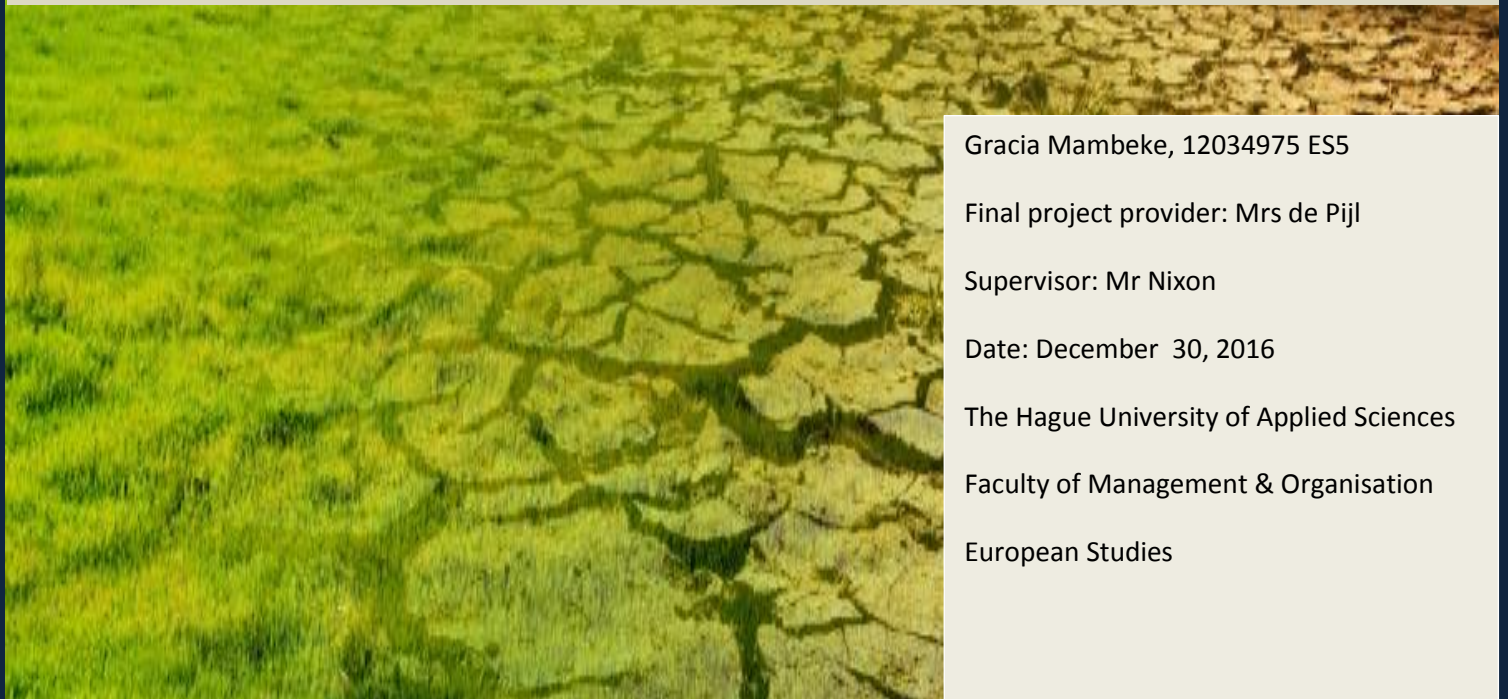 Gracia Mambeke, 12034975 ES5
Final project provider: Mrs de Pijl
Supervisor: Mr Nixon
Date: December  30, 2016
The Hague University of Applied Sciences
Faculty of Management & Organisation
European Studies